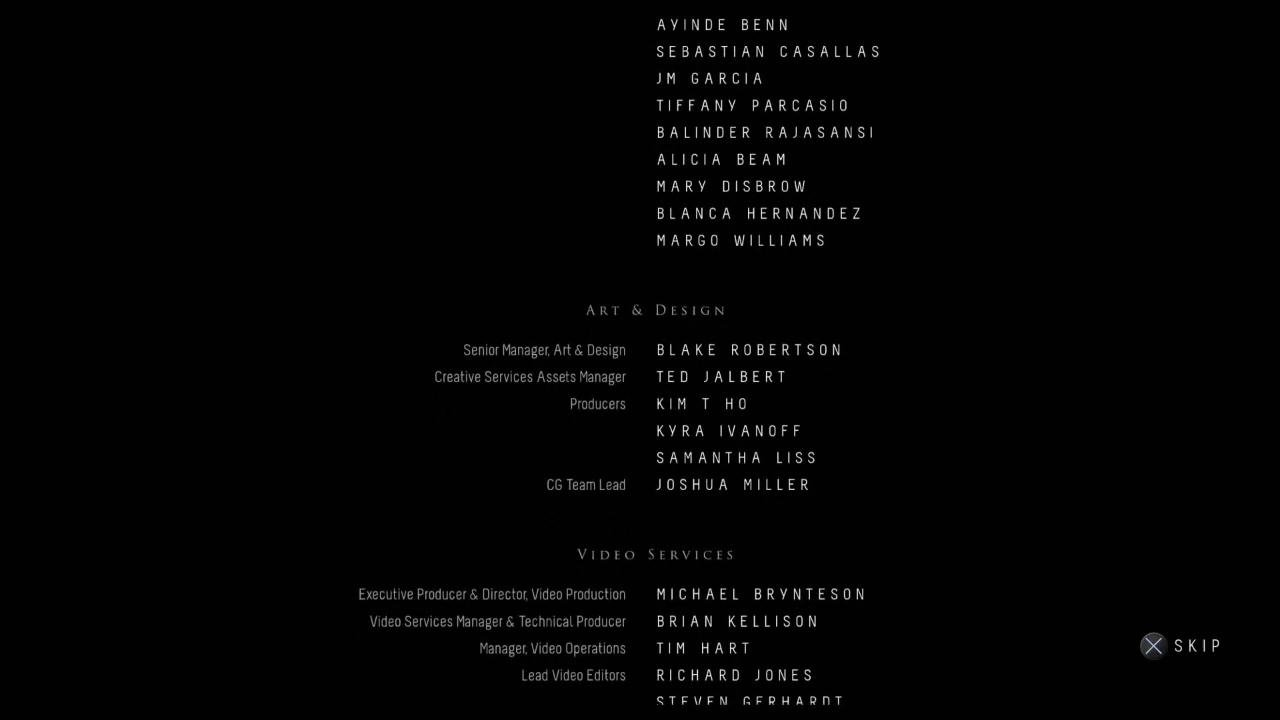 AYINDE BENN
SEBASTIAN CASALLAS
JM GARCIA
TIFFANY PARCASIO
BALINDER RAJASANSI
ALICIA BEAM
MARY DISBROW
BLANCA HERNANDEZ
MARGO WILLIAMS
ART & DESIGN
Senior Manager, Art & Design BLAKE ROBERTSON
Creative Services Assets Manager TED JALBERT
Producers KIM T HO
KYRA IVANOFF
SAMANTHA LISS
CG Team Lead JOSHUA MILLER
VIDEO SERVICES
Executive Producer & Director, Video Production MICHAEL BRYNTESON
Video Services Manager & Technical Producer BRIAN KELLISON
Manager, Video Operations TIM HART
SKIP
Lead Video Editors RICHARD JONES
STEVEN GERHARDT